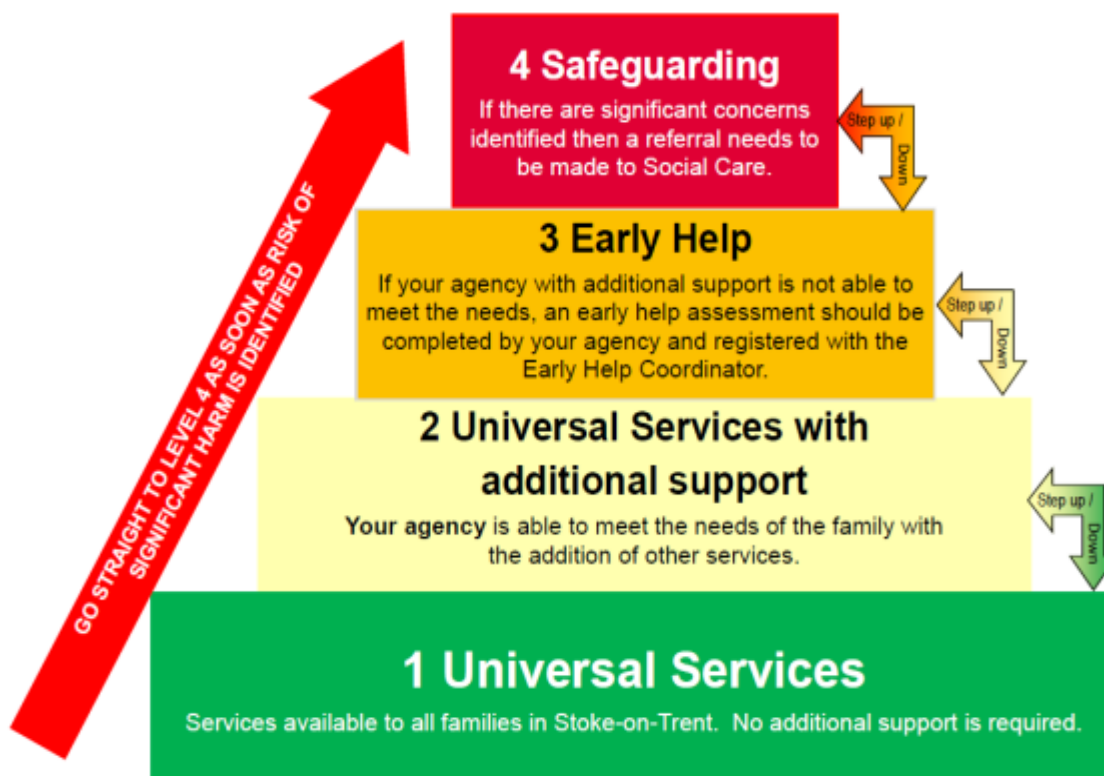 4 Safeguarding
If there are significant concerns
identified then a referral needs to
be made to Social Care.
Step up /
Down
3 Early Help
If your agency with additional support is not able to
meet the needs, an early help assessment should be
completed by your agency and registered with the
Early Help Coordinator.
Step up /
Down
2 Universal Services with
additional support
Your agency is able to meet the needs of the family with
the addition of other services.
Step up /
Down
1 Universal Services
Services available to all families in Stoke-on-Trent. No additional support is required.
GO STRAIGHT TO LEVEL 4 AS SOON AS RISK OF
SIGNIFICANT HARM IS IDENTIFIED